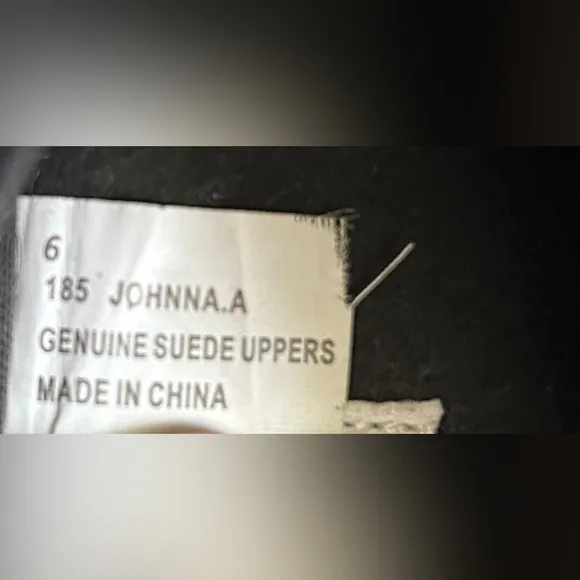 6
185 JOHNNA.A
GENUINE SUEDE UPPERS
MADE IN CHINA